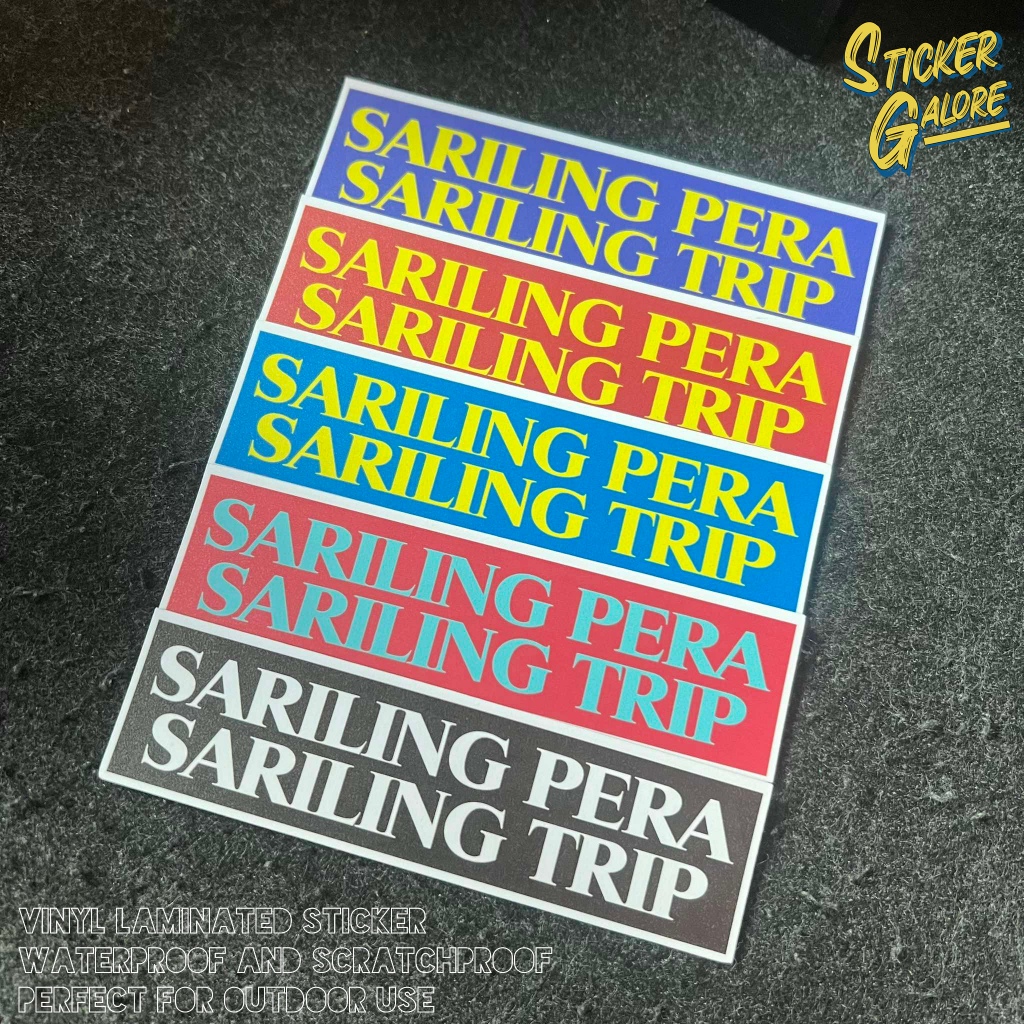 STICKER
GALORE
SARILING PERA
SARILING TRIP
SARILING PERA
SARILING TRIP
SARILING PERA
SARILING TRIP
SARILING PERA
SARILING TRIP
SARILING PERA
SARILING TRIP
VINYL LAMINATED STICKER
WATERPROOF AND SCRATCHPROOF
PERFECT FOR OUTDOOR USE